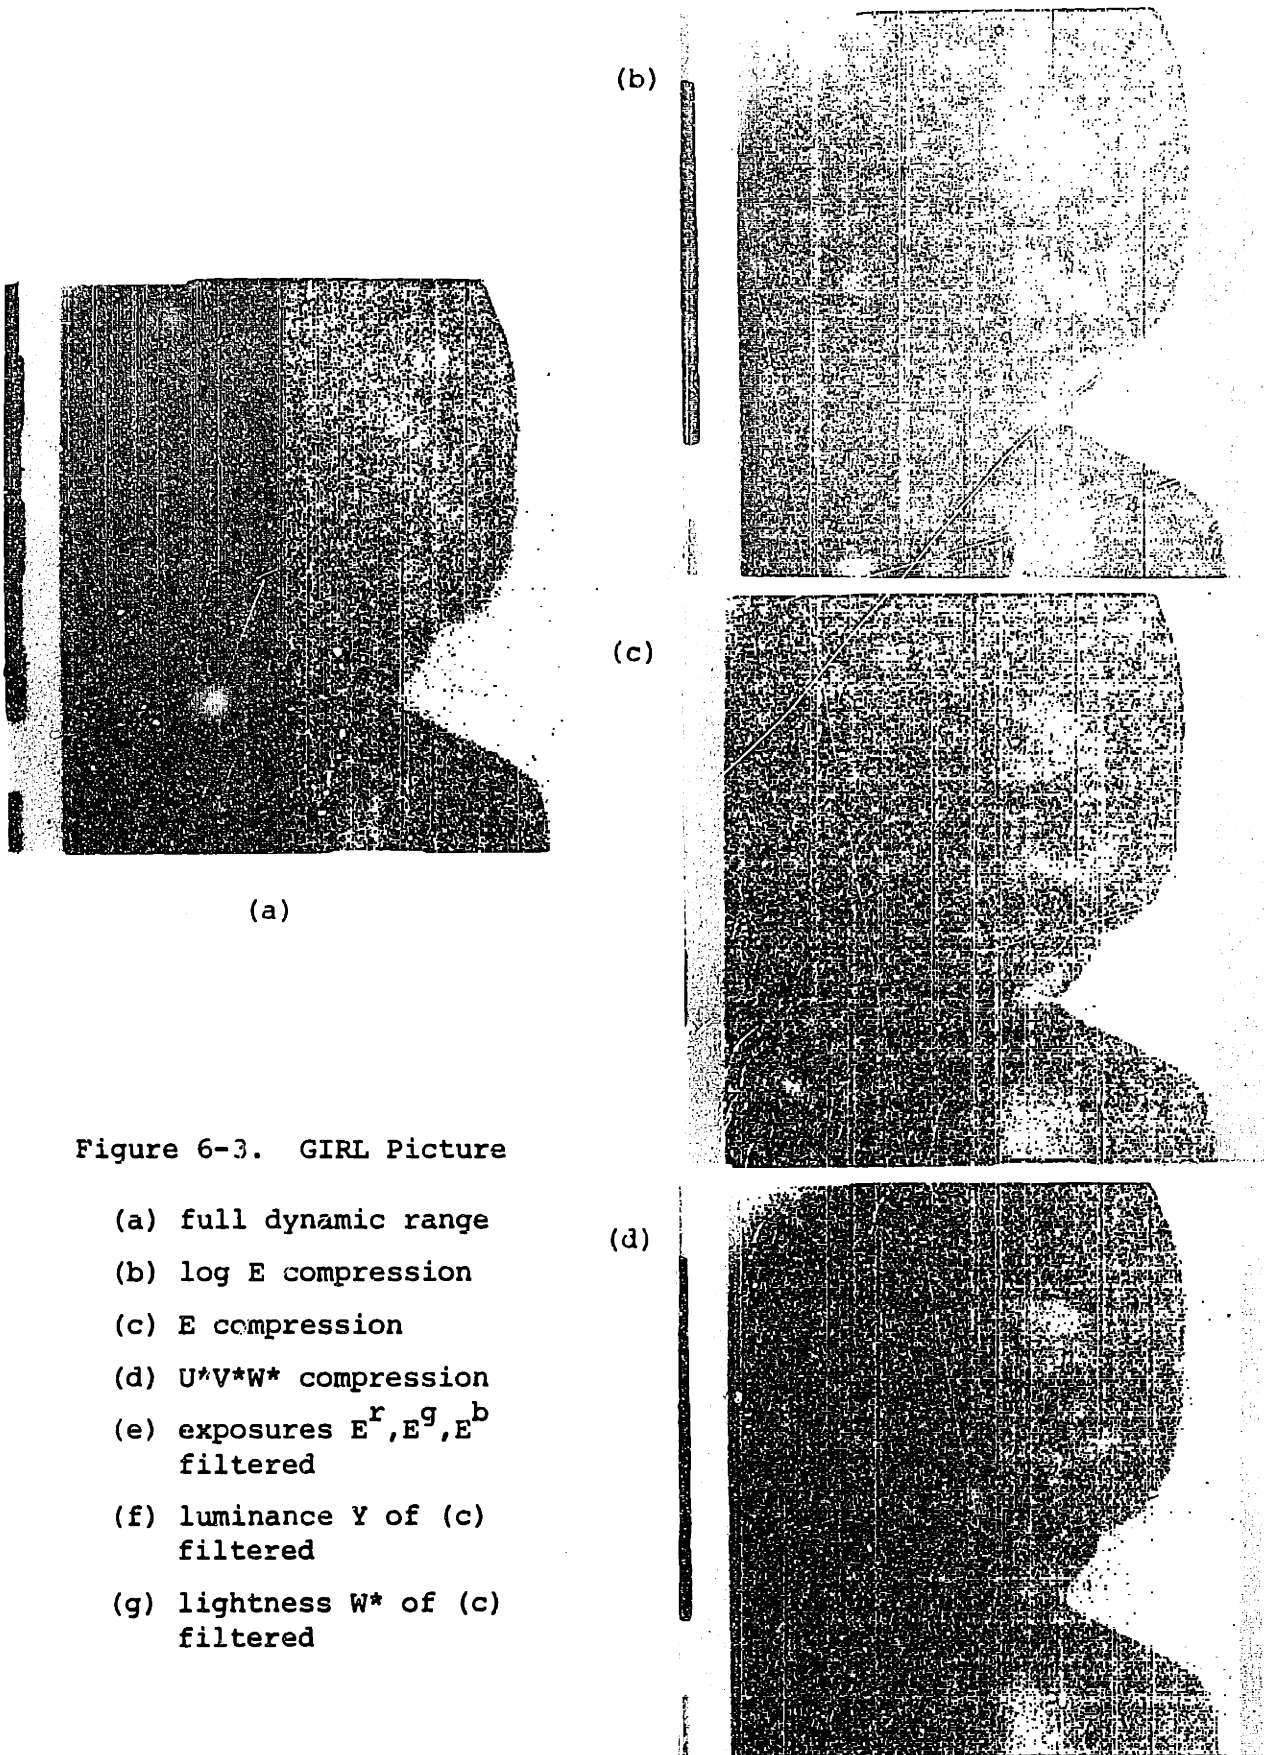 (b)
(a)
(c)
(d)
Figure 6-3. GIRL Picture
(a) full dynamic range
(b) log E compression
(c) E compression
(d) U*V*W* compression
(e) exposures E^r,E^g,E^b
filtered
(f) luminance Y of (c)
filtered
(g) lightness W* of (c)
filtered